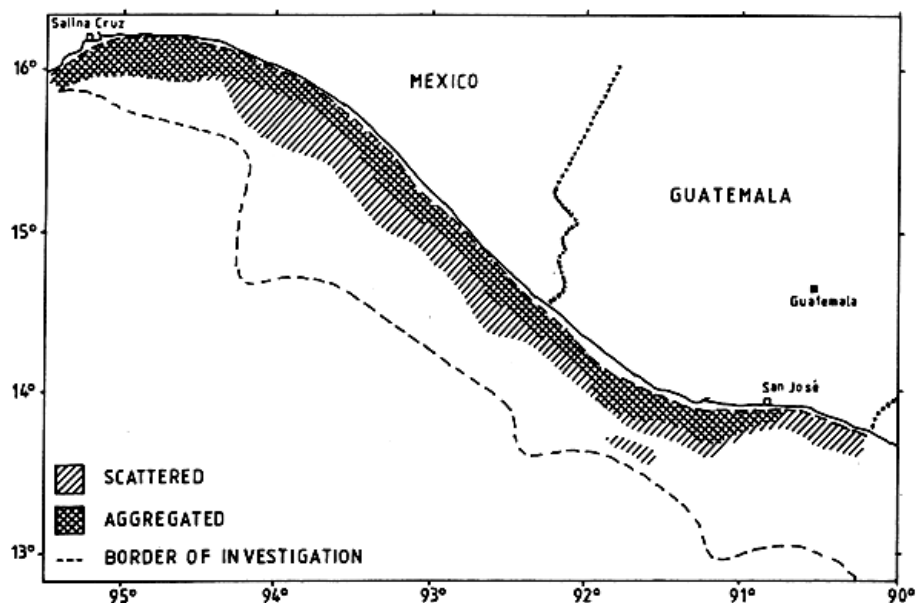 Salina Cruz
16°
MEXICO
GUATEMALA
15°
Guatemala
14°
San José
SCATTERED
AGGREGATED
BORDER OF INVESTIGATION
13°
95°
94°
93°
92°
91°
90°